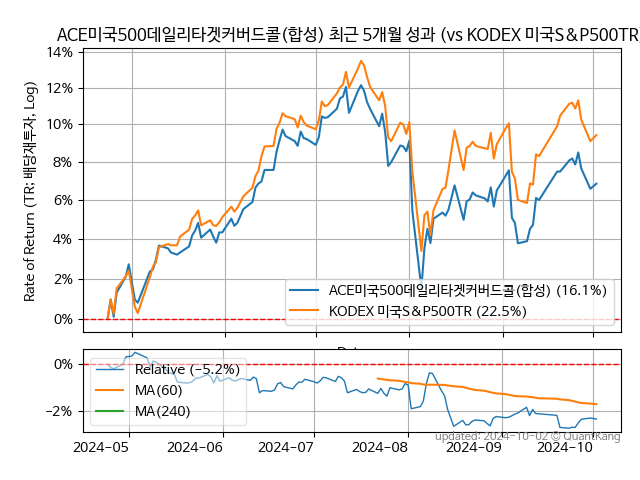 ACE미국500데일리타겟커버드콜(합성) 최근 5개월 성과 (vs KODEX 미국S&P500TR
14%
12%
10%
8%
6%
4%
2%
0%
Rate of Return (TR: 배당재투자, Log)
ACE미국500데일리타겟커버드콜(합성) (16.1%)
KODEX 미국S&P500TR (22.5%)
0%
−2%
Relative (−5.2%)
MA(60)
MA(240)
2024-05
2024-06
2024-07
2024-08
2024-09
2024-10
updated: 2024-10-02 © QuantKang